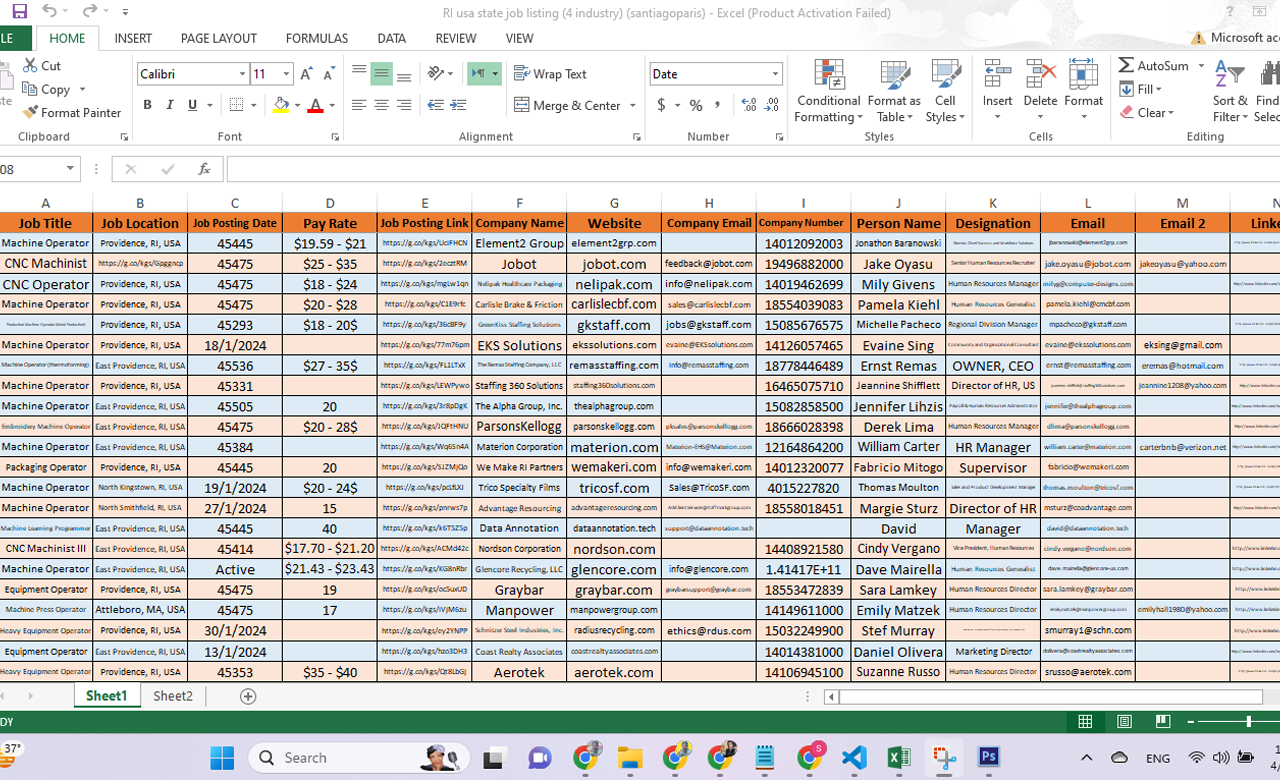 RI usa state job listing (4 industry) (santiagoparis) - Excel (Product Activation Failed)
LE HOME INSERT PAGE LAYOUT FORMULAS DATA REVIEW VIEW Microsoft acc
Cut Calibri 11 Wrap Text Date AutoSum
Copy Conditional Format as Cell Insert Delete Format Fill Sort & Find
Format Painter B I U Merge & Center $ % Formatting Table Styles Clear Filter Selec
Clipboard Font Alignment Number Styles Cells Editing
08 fx
A B C D E F G H I J K L M N
Job Title Job Location Job Posting Date Pay Rate Job Posting Link Company Name Website Company Email Company Number Person Name Designation Email Email 2 Linke
Machine Operator Providence, RI, USA 45445 $19.59 - $21 https://g.co/kgs/UciFHCN Element2 Group element2grp.com 14012092003 Jonathon Baranowski jbaranowski@element2grp.com
CNC Machinist https://g.co/kgs/Gpggncp 45475 $25 - $35 https://g.co/kgs/2ecztRM Jobot jobot.com feedback@jobot.com 19496882000 Jake Oyasu Senior Human Resources Recruiter jake.oyasu@jobot.com jakeoyasu@yahoo.com
CNC Operator Providence, RI, USA 45475 $18 - $24 https://g.co/kgs/mgLw1qn Nelipak Healthcare Packaging nelipak.com info@nelipak.com 14019462699 Mily Givens Human Resources Manager milyg@computer-designs.com
Machine Operator Providence, RI, USA 45475 $20 - $28 https://g.co/kgs/C1E9rfc Carlisle Brake & Friction carlislecbf.com sales@carlislecbf.com 18554039083 Pamela Kiehl Human Resources Generalist pamela.kiehl@cmcbf.com
Providence, RI, USA 45293 $18 - 20$ https://g.co/kgs/36cBF9y GreenKiss Staffing Solutions gkstaff.com jobs@gkstaff.com 15085676575 Michelle Pacheco Regional Division Manager mpacheco@gkstaff.com
Machine Operator Providence, RI, USA 18/1/2024 https://g.co/kgs/77m76pm EKS Solutions ekssolutions.com evaine@EKSsolutions.com 14126057465 Evaine Sing Community and Organizational Consultant evaine@ekssolutions.com eksing@gmail.com
Machine Operator (thermoforming) East Providence, RI, USA 45536 $27 - 35$ https://g.co/kgs/FL1LTxX The Remas Staffing Company, LLC remasstaffing.com info@remasstaffing.com 18778446489 Ernst Remas OWNER, CEO ernst@remasstaffing.com eremas@hotmail.com
Machine Operator Providence, RI, USA 45331 https://g.co/kgs/LEWPywo Staffing 360 Solutions staffing360solutions.com 16465075710 Jeannine Shifflett Director of HR, US jeannine1208@yahoo.com
Machine Operator East Providence, RI, USA 45505 20 https://g.co/kgs/3r8pDgK The Alpha Group, Inc. thealphagroup.com 15082858500 Jennifer Lihzis Payroll & Human Resources Administrator jennifer@thealphagroup.com
Embroidery Machine Operator East Providence, RI, USA 45475 $20 - 28$ https://g.co/kgs/JQFtHNU ParsonsKellogg parsonskellogg.com pksales@parsonskellogg.com 18666028398 Derek Lima Human Resources Manager dlima@parsonskellogg.com
Machine Operator East Providence, RI, USA 45384 https://g.co/kgs/Wq6Sn4A Materion Corporation materion.com Materion-EHS@Materion.com 12164864200 William Carter HR Manager william.carter@materion.com carterbnb@verizon.net
Packaging Operator Providence, RI, USA 45445 20 https://g.co/kgs/SJZMJQo We Make RI Partners wemakeri.com info@wemakeri.com 14012320077 Fabricio Mitogo Supervisor fabricio@wemakeri.com
Machine Operator North Kingstown, RI, USA 19/1/2024 $20 - 24$ https://g.co/kgs/pcLfLXJ Trico Specialty Films tricosf.com Sales@TricoSF.com 4015227820 Thomas Moulton Sales and Product Development Manager thomas.moulton@tricosf.com
Machine Operator North Smithfield, RI, USA 27/1/2024 15 https://g.co/kgs/pnrws7p Advantage Resourcing advantageresourcing.com 18558018451 Margie Sturz Director of HR msturz@coadvantage.com
Machine Learning Programmer East Providence, RI, USA 45445 40 https://g.co/kgs/k6T5Z5p Data Annotation dataannotation.tech support@dataannotation.tech David Manager david@dataannotation.tech
CNC Machinist III East Providence, RI, USA 45414 $17.70 - $21.20 https://g.co/kgs/ACMd42c Nordson Corporation nordson.com 14408921580 Cindy Vergano Vice President, Human Resources cindy.vergano@nordson.com
Machine Operator East Providence, RI, USA Active $21.43 - $23.43 https://g.co/kgs/KG8nRbr Glencore Recycling, LLC glencore.com info@glencore.com 1.41417E+11 Dave Mairella Human Resources Generalist dave.mairella@glencore-us.com
Equipment Operator Providence, RI, USA 45475 19 https://g.co/kgs/oc5uxUD Graybar graybar.com graybarsupport@graybar.com 18553472839 Sara Lamkey Human Resources Director sara.lamkey@graybar.com
Machine Press Operator Attleboro, MA, USA 45475 17 https://g.co/kgs/iVjM6zu Manpower manpowergroup.com 14149611000 Emily Matzek Human Resources Director emily.matzek@manpowergroup.com emilyhall1980@yahoo.com
Heavy Equipment Operator Providence, RI, USA 30/1/2024 https://g.co/kgs/ey2YNPP Schnitzer Steel Industries, Inc. radiusrecycling.com ethics@rdus.com 15032249900 Stef Murray smurray1@schn.com
Equipment Operator East Providence, RI, USA 13/1/2024 https://g.co/kgs/hzo3DH3 Coast Realty Associates coastrealtyassociates.com 14014381000 Daniel Olivera Marketing Director dolivera@coastrealtyassociates.com
Heavy Equipment Operator Providence, RI, USA 45353 $35 - $40 https://g.co/kgs/Qt8LbGj Aerotek aerotek.com 14106945100 Suzanne Russo Human Resources Director srusso@aerotek.com
Sheet1 Sheet2
DY
37° Search ENG